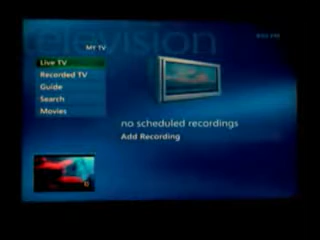 television
MY TV
Live TV
Recorded TV
Guide
Search
Movies
no scheduled recordings
Add Recording